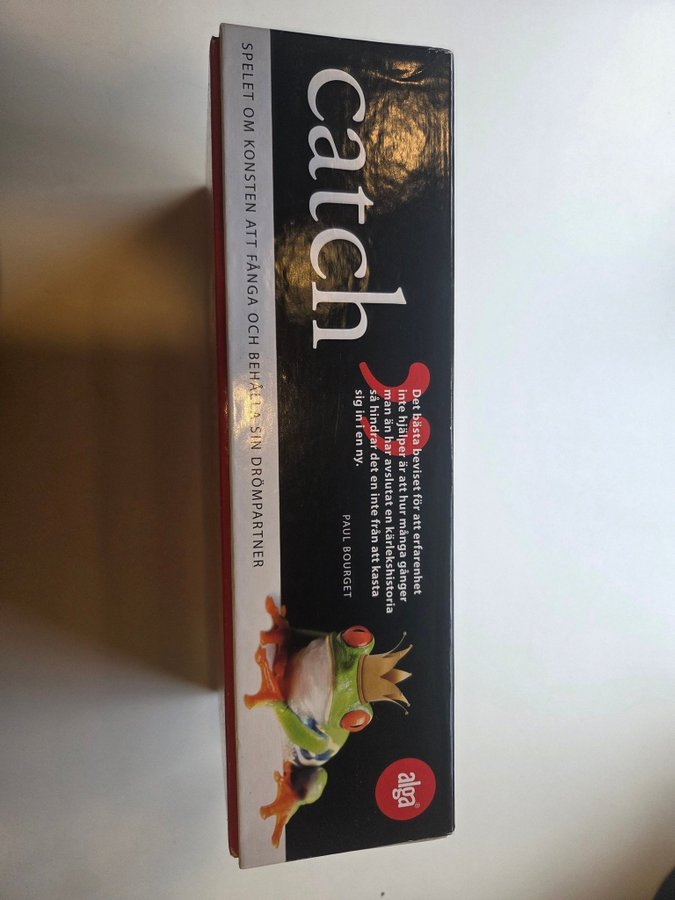 catch
Det bästa beviset för att erfarenhet
inte hjälper är att hur många gånger
man än har avslutat en kärlekshistoria
så hindrar det en inte från att kasta
sig in i en ny.
PAUL BOURGET
alga®
SPELET OM KONSTEN ATT FÅNGA OCH BEHÅLLA SIN DRÖMPARTNER